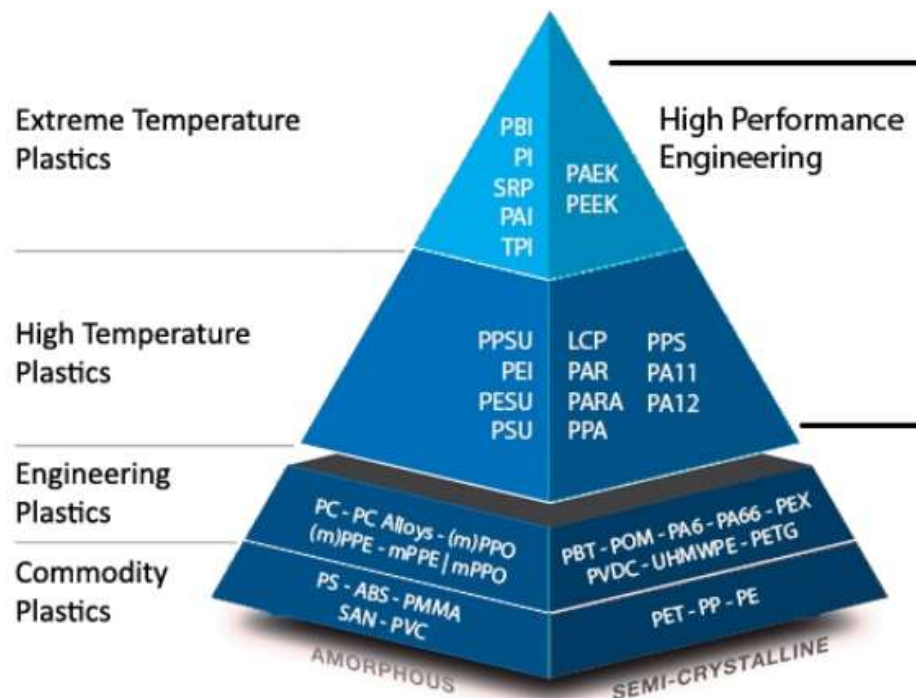 Extreme Temperature
Plastics
PBI
PI
SRP
PAI
TPI
PAEK
PEEK
High Performance
Engineering
High Temperature
Plastics
PPSU
PEI
PESU
PSU
LCP
PAR
PARA
PPA
PPS
PA11
PA12
Engineering
Plastics
PC - PC Alloys - (m)PPO
(m)PPE - mPPE | mPPO
PBT - POM - PA6 - PA66 - PEX
PVDC - UHMWPE - PETG
Commodity
Plastics
PS - ABS - PMMA
SAN - PVC
PET - PP - PE
AMORPHOUS
SEMI-CRYSTALLINE